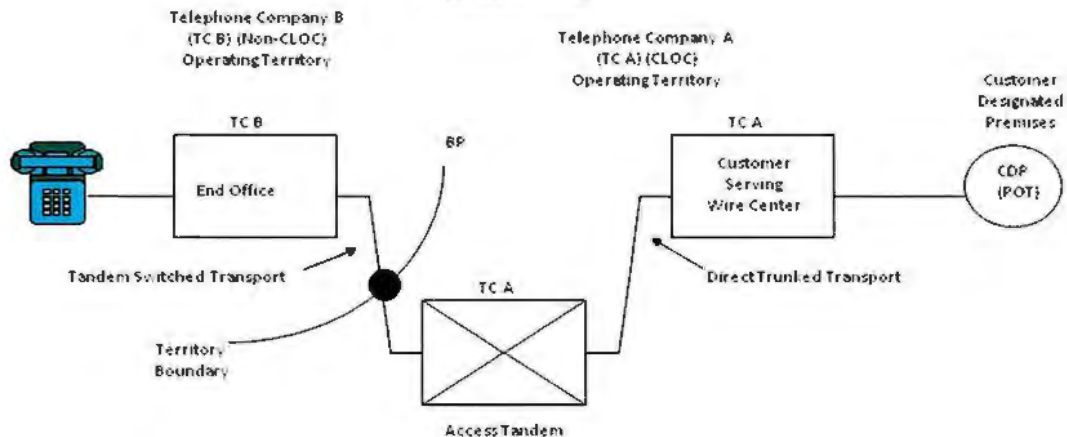 Telephone Company B
(TC B) (Non-CLOC)
Operating Territory
Telephone Company A
(TC A) (CLOC)
Operating Territory
Customer
Designated
Premises
TC B
BP
TC A
End Office
Customer
Serving
Wire Center
CDP
(POT)
Tandem Switched Transport
Direct Trunked Transport
TC A
Territory
Boundary
Access Tandem